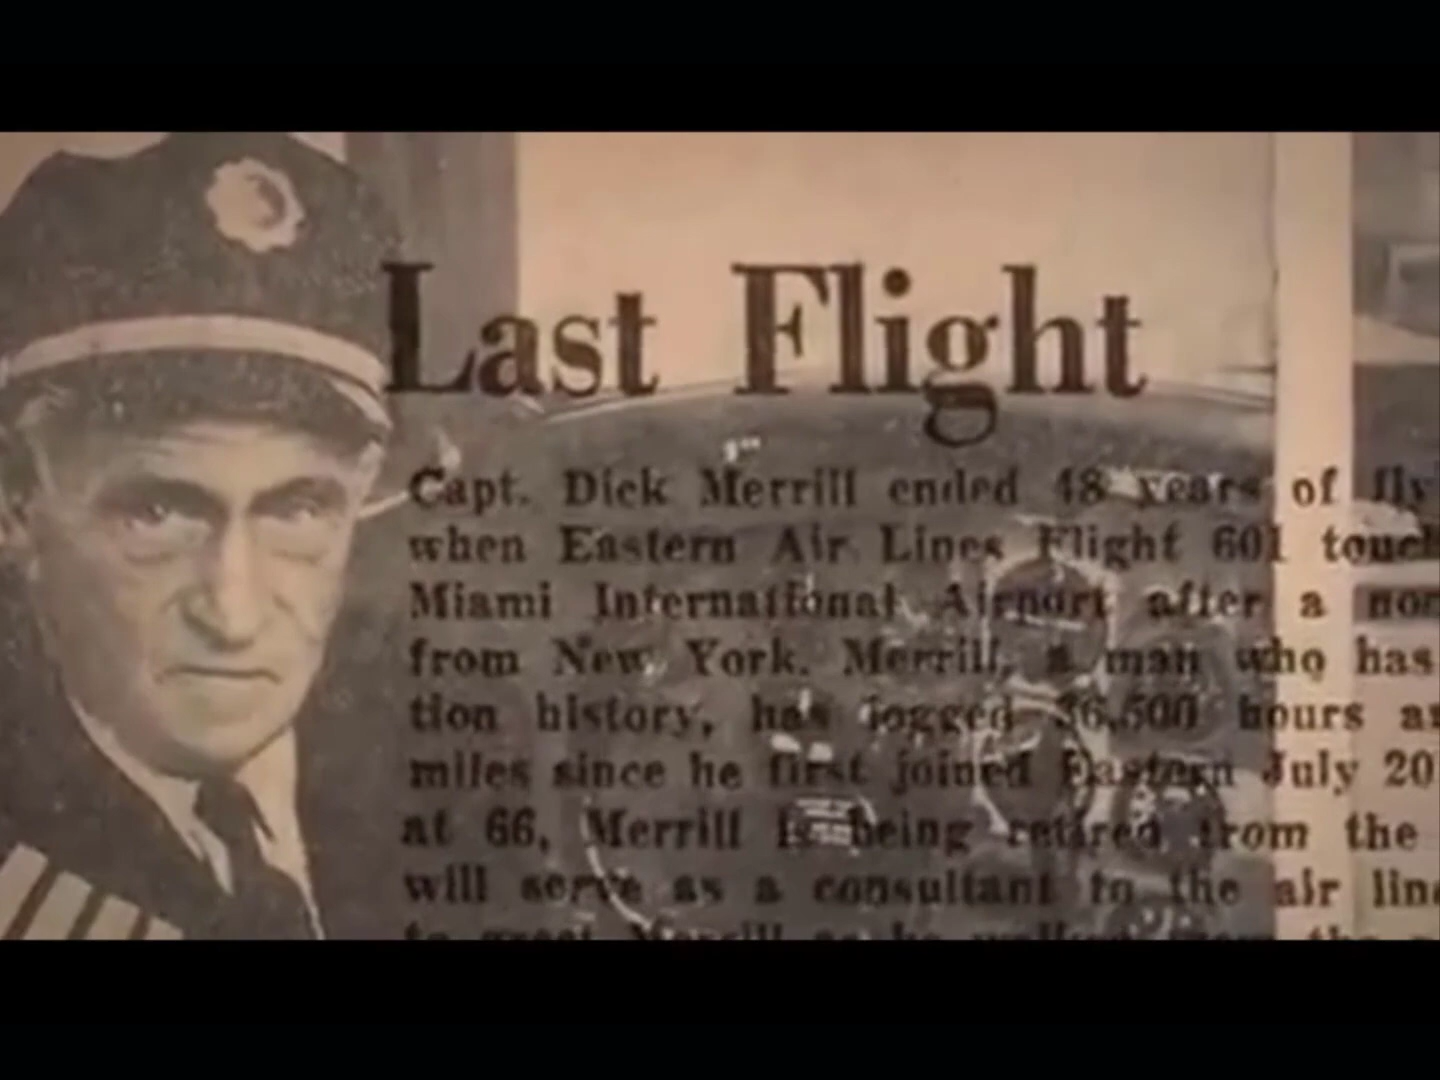 Last Flight
Capt. Dick Merrill ended 48 years of
when Eastern Air Lines Flight 601
Miami International Airport after a
from New York. Merrill, a man who has
tion history, has logged 36,500 hours
miles since he first joined Eastern July 20
at 66, Merrill is being retired from the
will serve as a consultant to the air